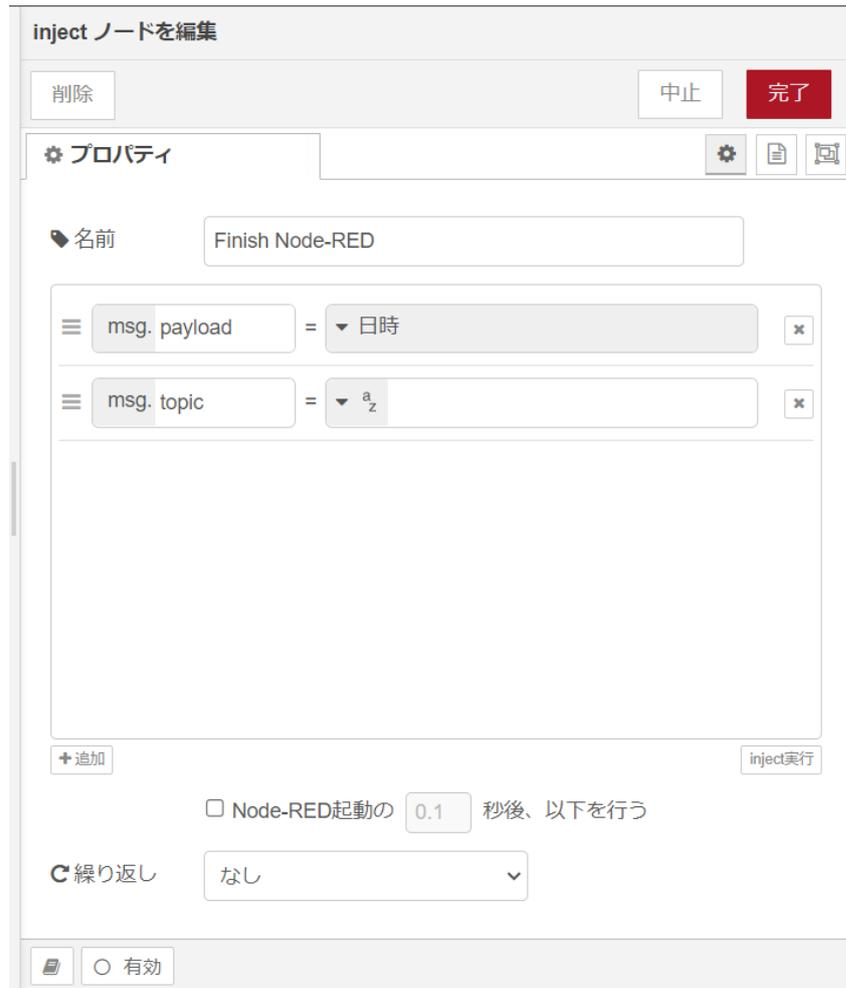 inject ノードを編集
削除 中止 完了
プロパティ
名前 Finish Node-RED
msg. payload = 日時
msg. topic = az
追加 inject実行
Node-RED起動の 0.1 秒後、以下を行う
繰り返し なし
有効